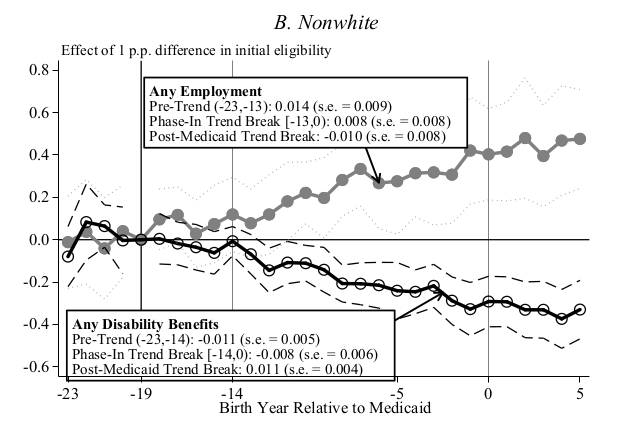 B. Nonwhite
Effect of 1 p.p. difference in initial eligibility
0.8
Any Employment
Pre-Trend (-23,-13): 0.014 (s.e. = 0.009)
0.6
Phase-In Trend Break [-13,0): 0.008 (s.e. = 0.008)
Post-Medicaid Trend Break: -0.010 (s.e. = 0.008)
0.4
0.2
0.0
-0.2
-0.4
Any Disability Benefits
Pre-Trend (-23,-14): -0.011 (s.e. = 0.005)
Phase-In Trend Break [-14,0): -0.008 (s.e. = 0.006)
-0.6
Post-Medicaid Trend Break: 0.011 (s.e. = 0.004)
-23 -19 -14 -5 0 5
Birth Year Relative to Medicaid